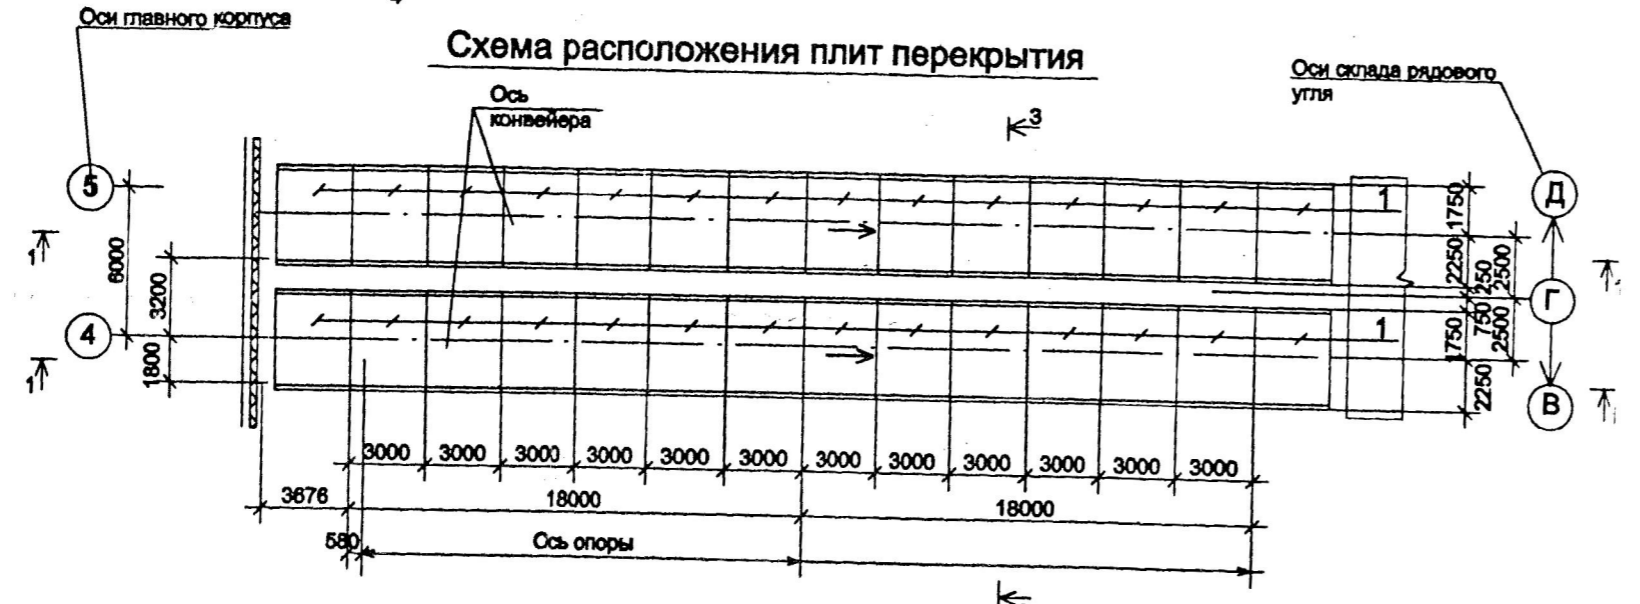 Оси главного корпуса
Схема расположения плит перекрытия
Оси склада рядового
угля
Ось
конвейера
3
5
Д
1
1750
1
6000
3200
2250
250
2500
Г
4
1
1750
750
2500
1
1800
2250
В
3000 3000 3000 3000 3000 3000 3000 3000 3000 3000 3000 3000
3676
18000
18000
580
Ось опоры